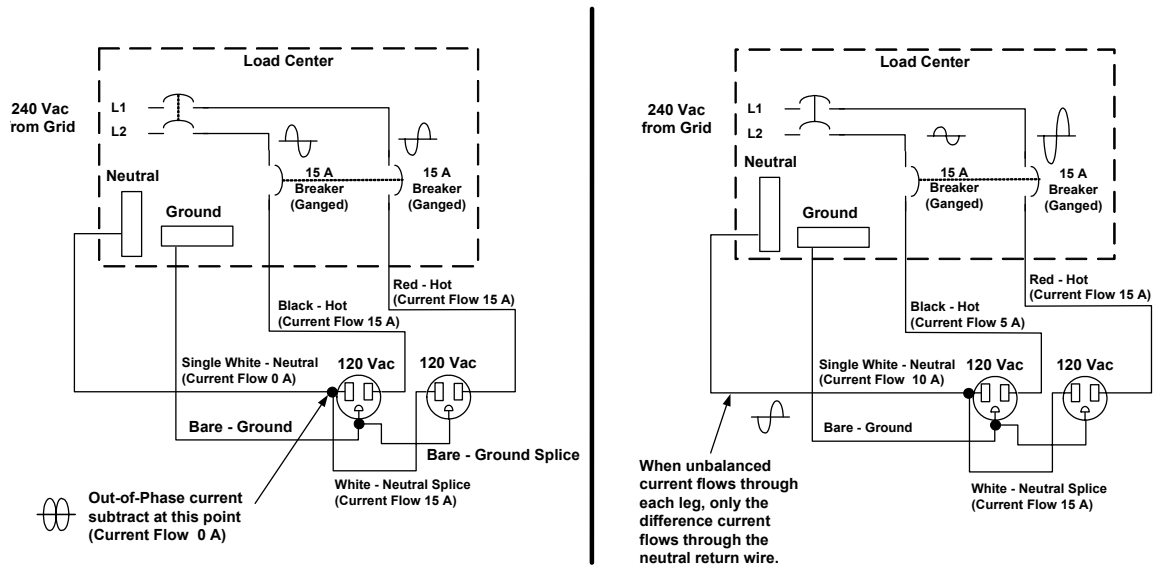 Load Center
240 Vac
rom Grid
L1
L2
Neutral
Ground
15 A
Breaker
(Ganged)
15 A
Breaker
(Ganged)
Red - Hot
(Current Flow 15 A)
Black - Hot
(Current Flow 15 A)
Single White - Neutral
(Current Flow 0 A)
120 Vac
120 Vac
Bare - Ground
Bare - Ground Splice
White - Neutral Splice
(Current Flow 15 A)
Out-of-Phase current
subtract at this point
(Current Flow 0 A)
Load Center
240 Vac
from Grid
L1
L2
Neutral
Ground
15 A
Breaker
(Ganged)
15 A
Breaker
(Ganged)
Red - Hot
(Current Flow 15 A)
Black - Hot
(Current Flow 5 A)
Single White - Neutral
(Current Flow 10 A)
120 Vac
120 Vac
Bare - Ground
White - Neutral Splice
(Current Flow 15 A)
When unbalanced
current flows through
each leg, only the
difference current
flows through the
neutral return wire.